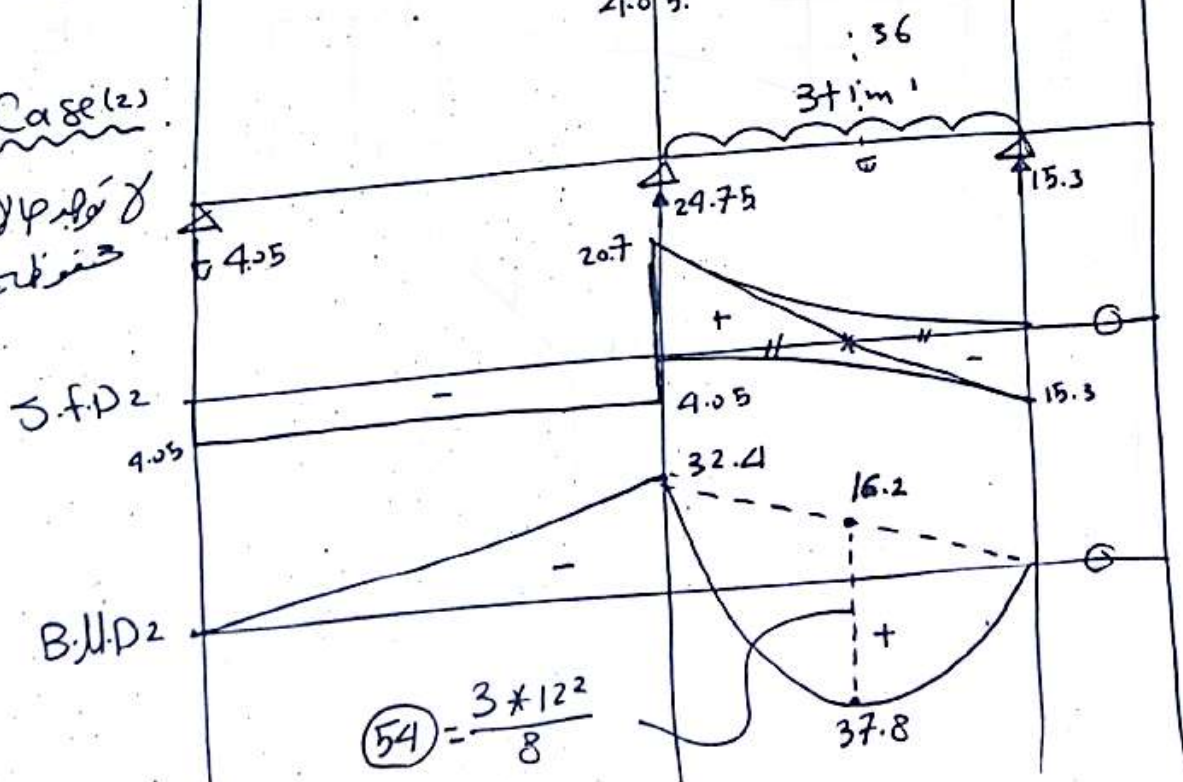 36
3t/m'
Case (2)
لا
24.75
15.3
4.05
20.7
+
-
S.F.D2
-
4.05
15.3
4.05
32.4
16.2
-
B.M.D2
+
54 = 3*12² / 8
37.8